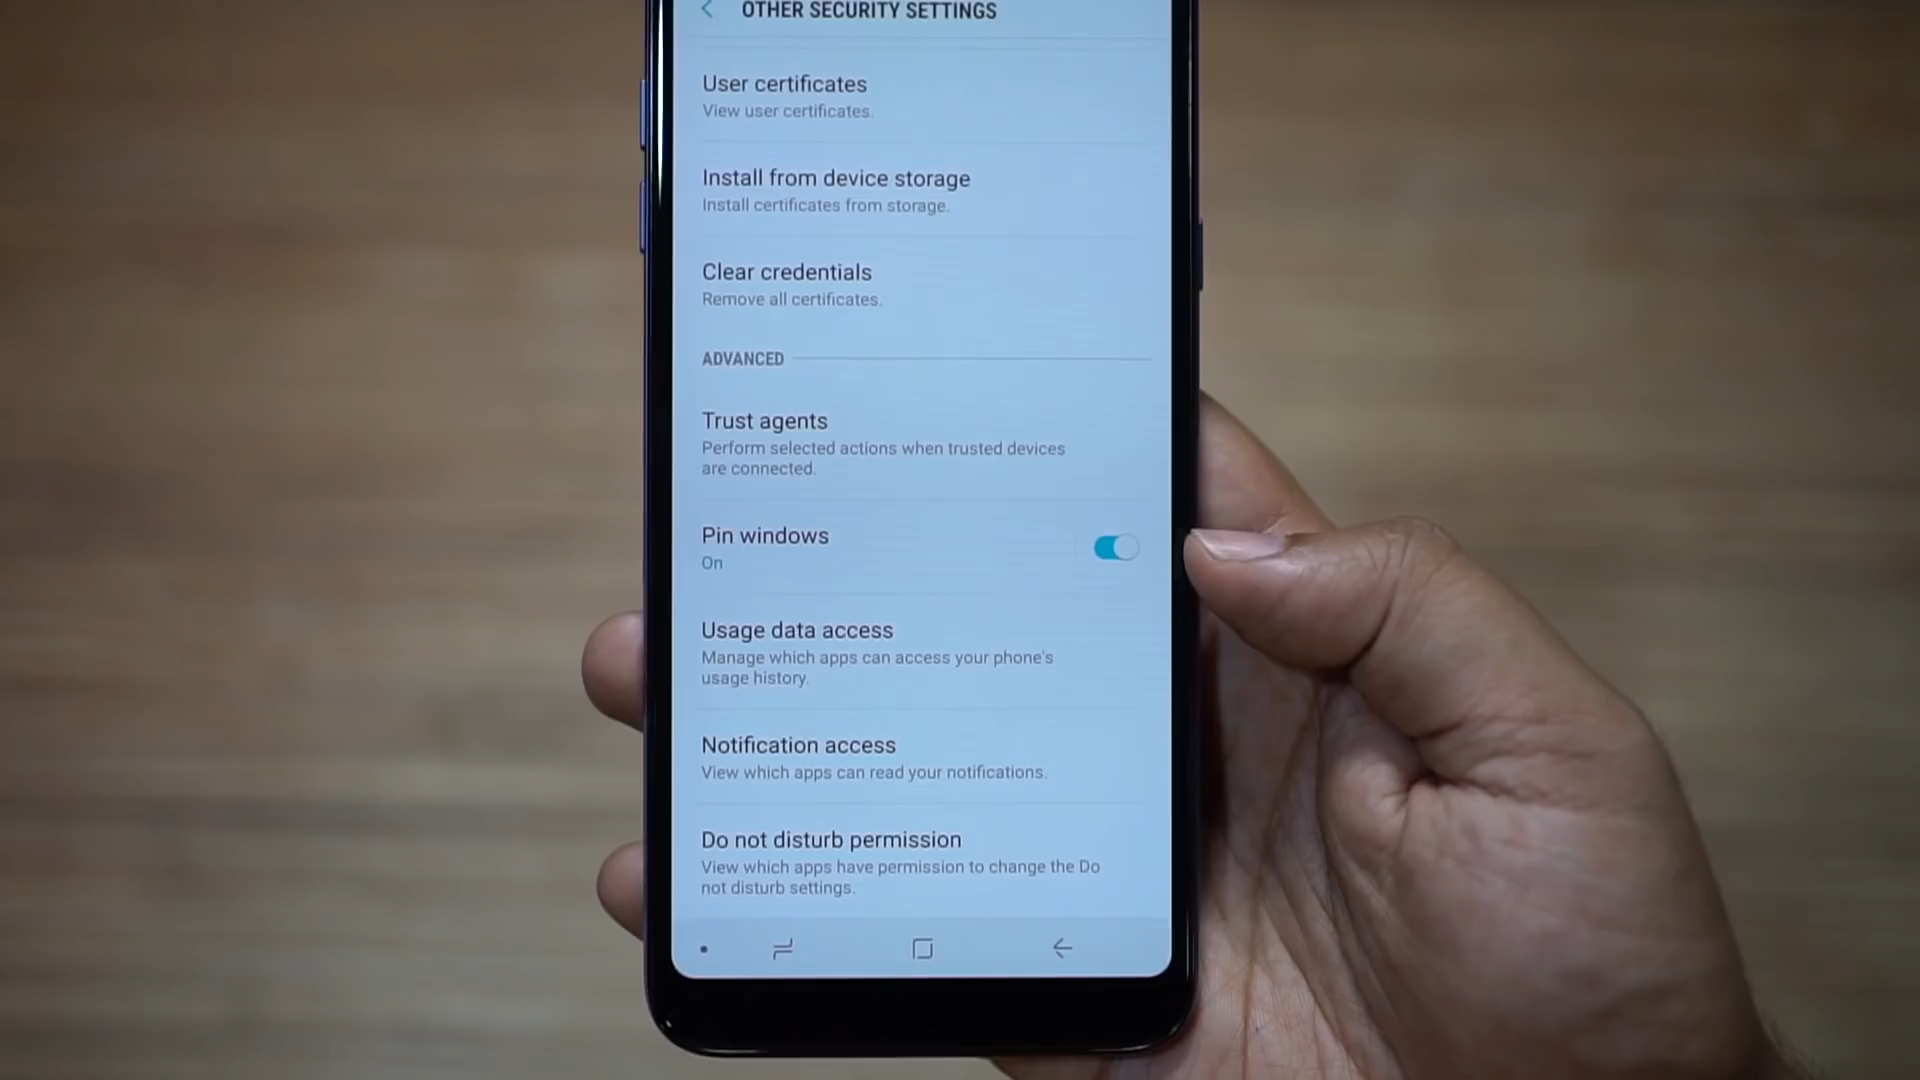 OTHER SECURITY SETTINGS
User certificates
View user certificates.
Install from device storage
Install certificates from storage.
Clear credentials
Remove all certificates.
ADVANCED
Trust agents
Perform selected actions when trusted devices
are connected.
Pin windows
On
Usage data access
Manage which apps can access your phone's
usage history.
Notification access
View which apps can read your notifications.
Do not disturb permission
View which apps have permission to change the Do
not disturb settings.